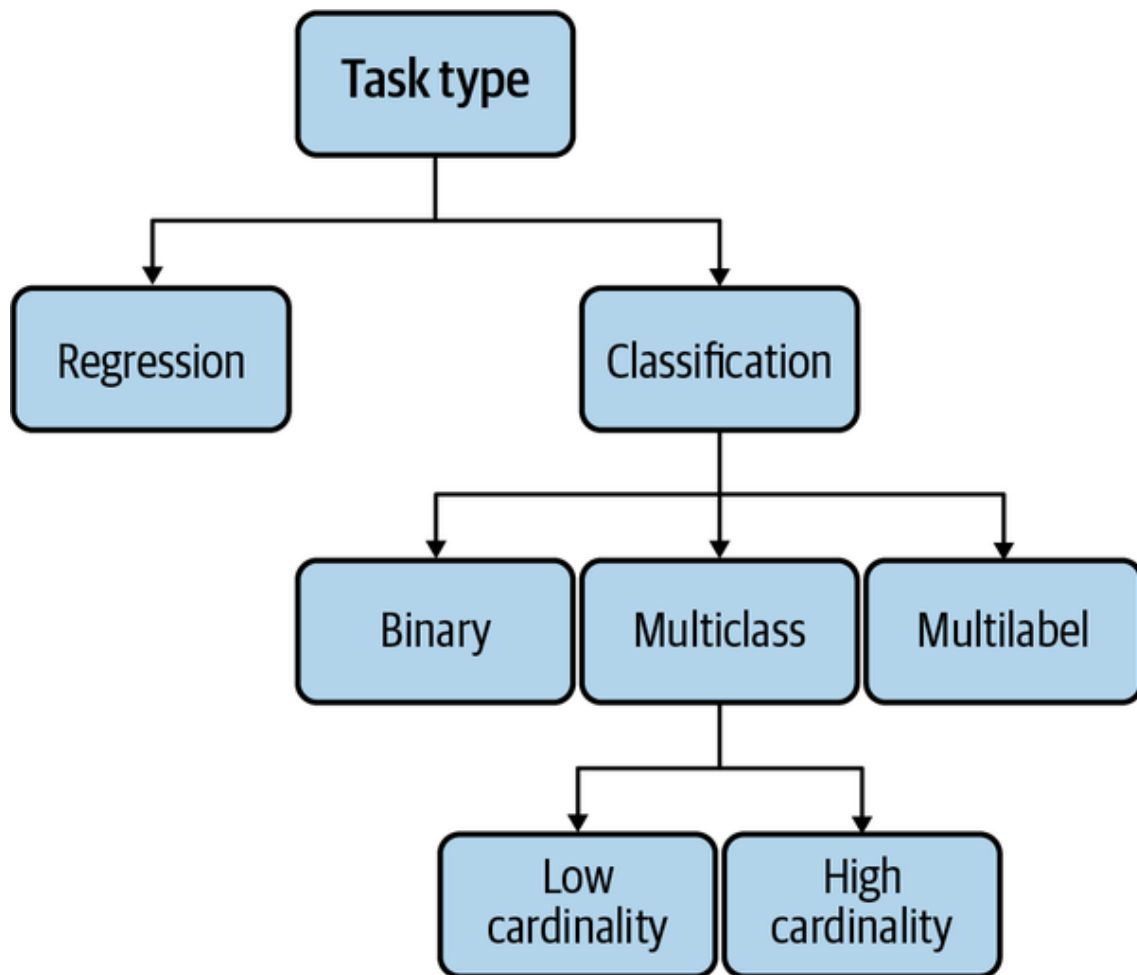 Task type
Regression
Classification
Binary
Multiclass
Multilabel
Low
cardinality
High
cardinality